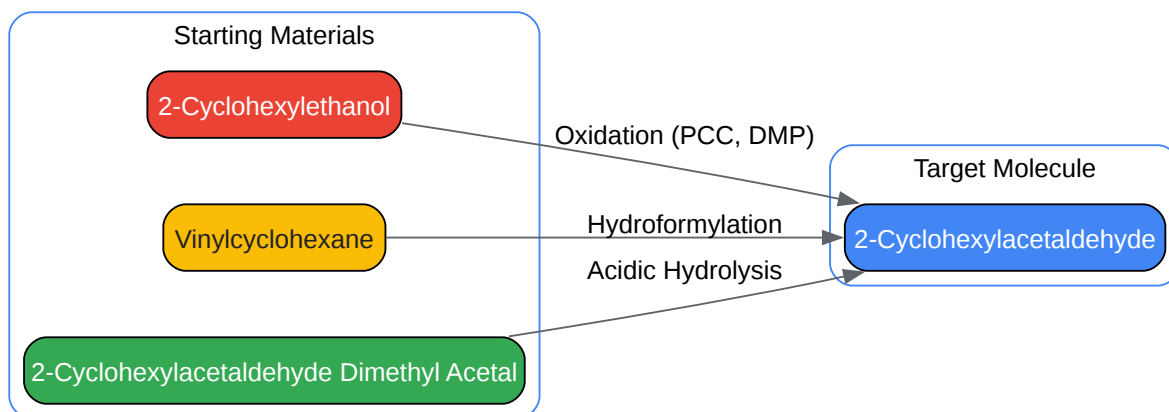 Starting Materials
2-Cyclohexylethanol
Oxidation (PCC, DMP)
Target Molecule
Vinylcyclohexane
Hydroformylation
2-Cyclohexylacetaldehyde
Acidic Hydrolysis
2-Cyclohexylacetaldehyde Dimethyl Acetal